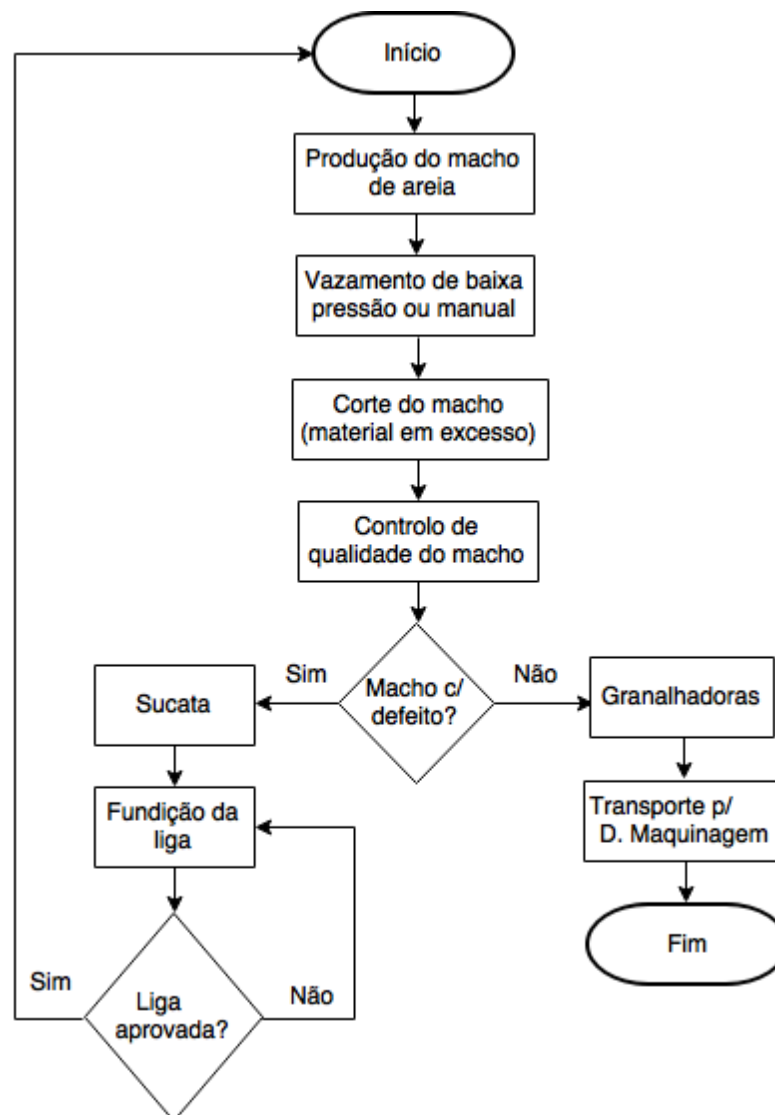 Início
Produção do macho
de areia
Vazamento de baixa
pressão ou manual
Corte do macho
(material em excesso)
Controlo de
qualidade do macho
Macho c/
defeito?
Sim
Não
Sucata
Granalhadoras
Fundição da
liga
Transporte p/
D. Maquinagem
Fim
Liga
aprovada?
Sim
Não